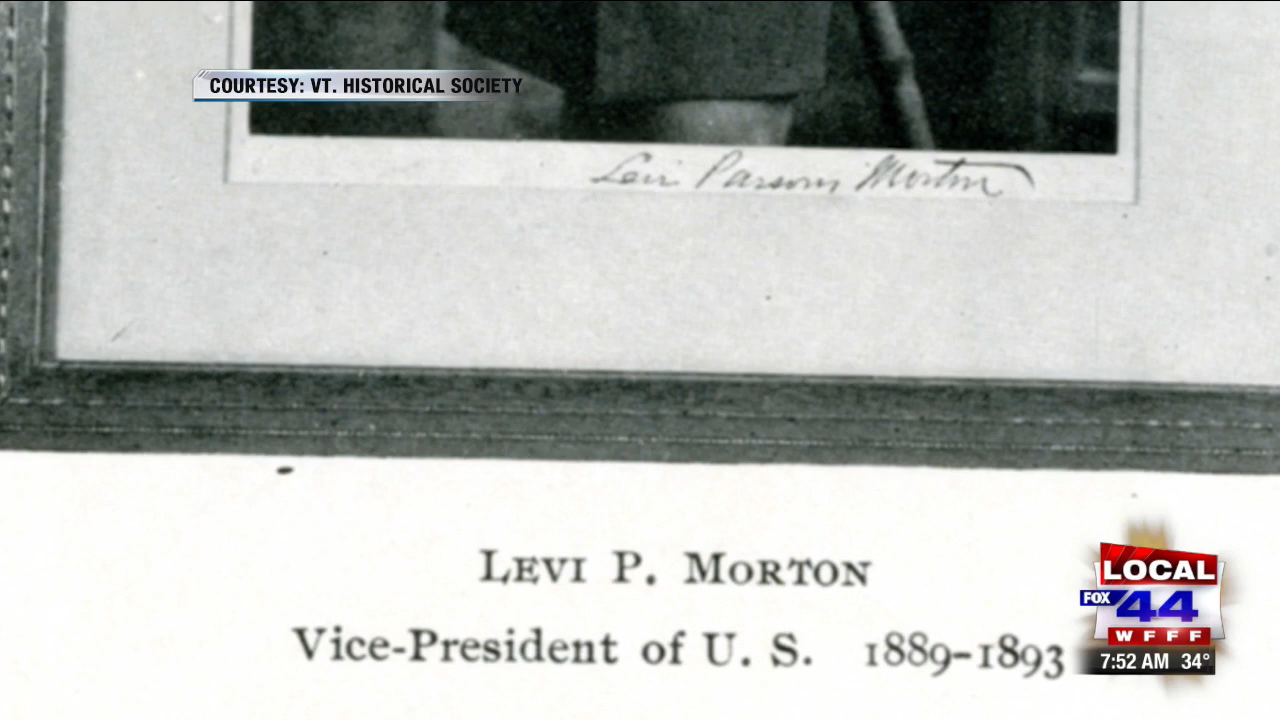 COURTESY: VT. HISTORICAL SOCIETY
Levi Parsons Morton
LEVI P. MORTON
Vice-President of U. S. 1889-1893
LOCAL
FOX 44
WFFF
7:52 AM 34°